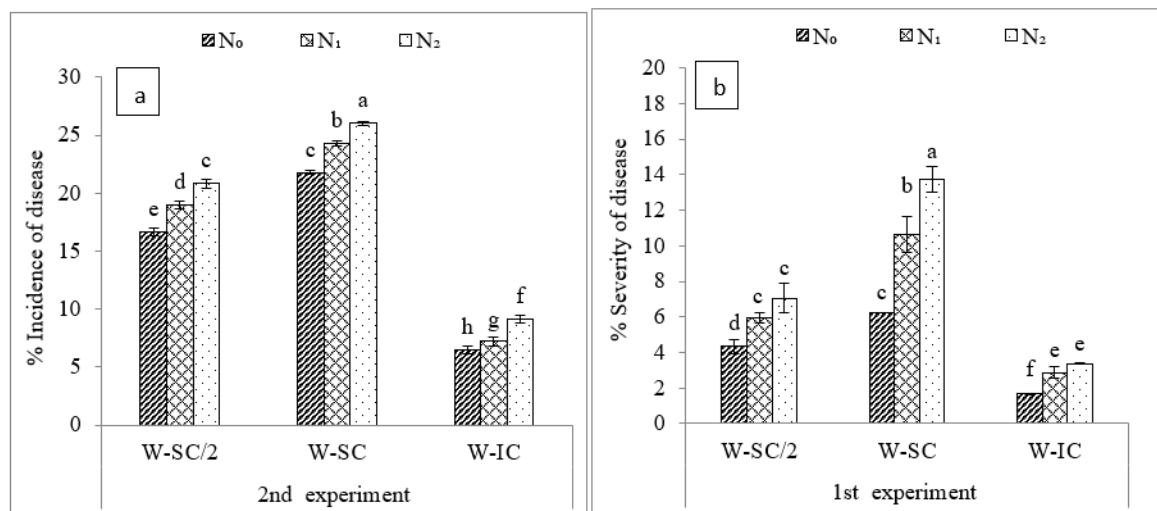 N₀ N₁ N₂
a
30
25
20
15
10
5
0
% Incidence of disease
e d c
c b a
h g f
W-SC/2 W-SC W-IC
2nd experiment
N₀ N₁ N₂
b
20
18
16
14
12
10
8
6
4
2
0
% Severity of disease
d c c
c b a
f e e
W-SC/2 W-SC W-IC
1st experiment